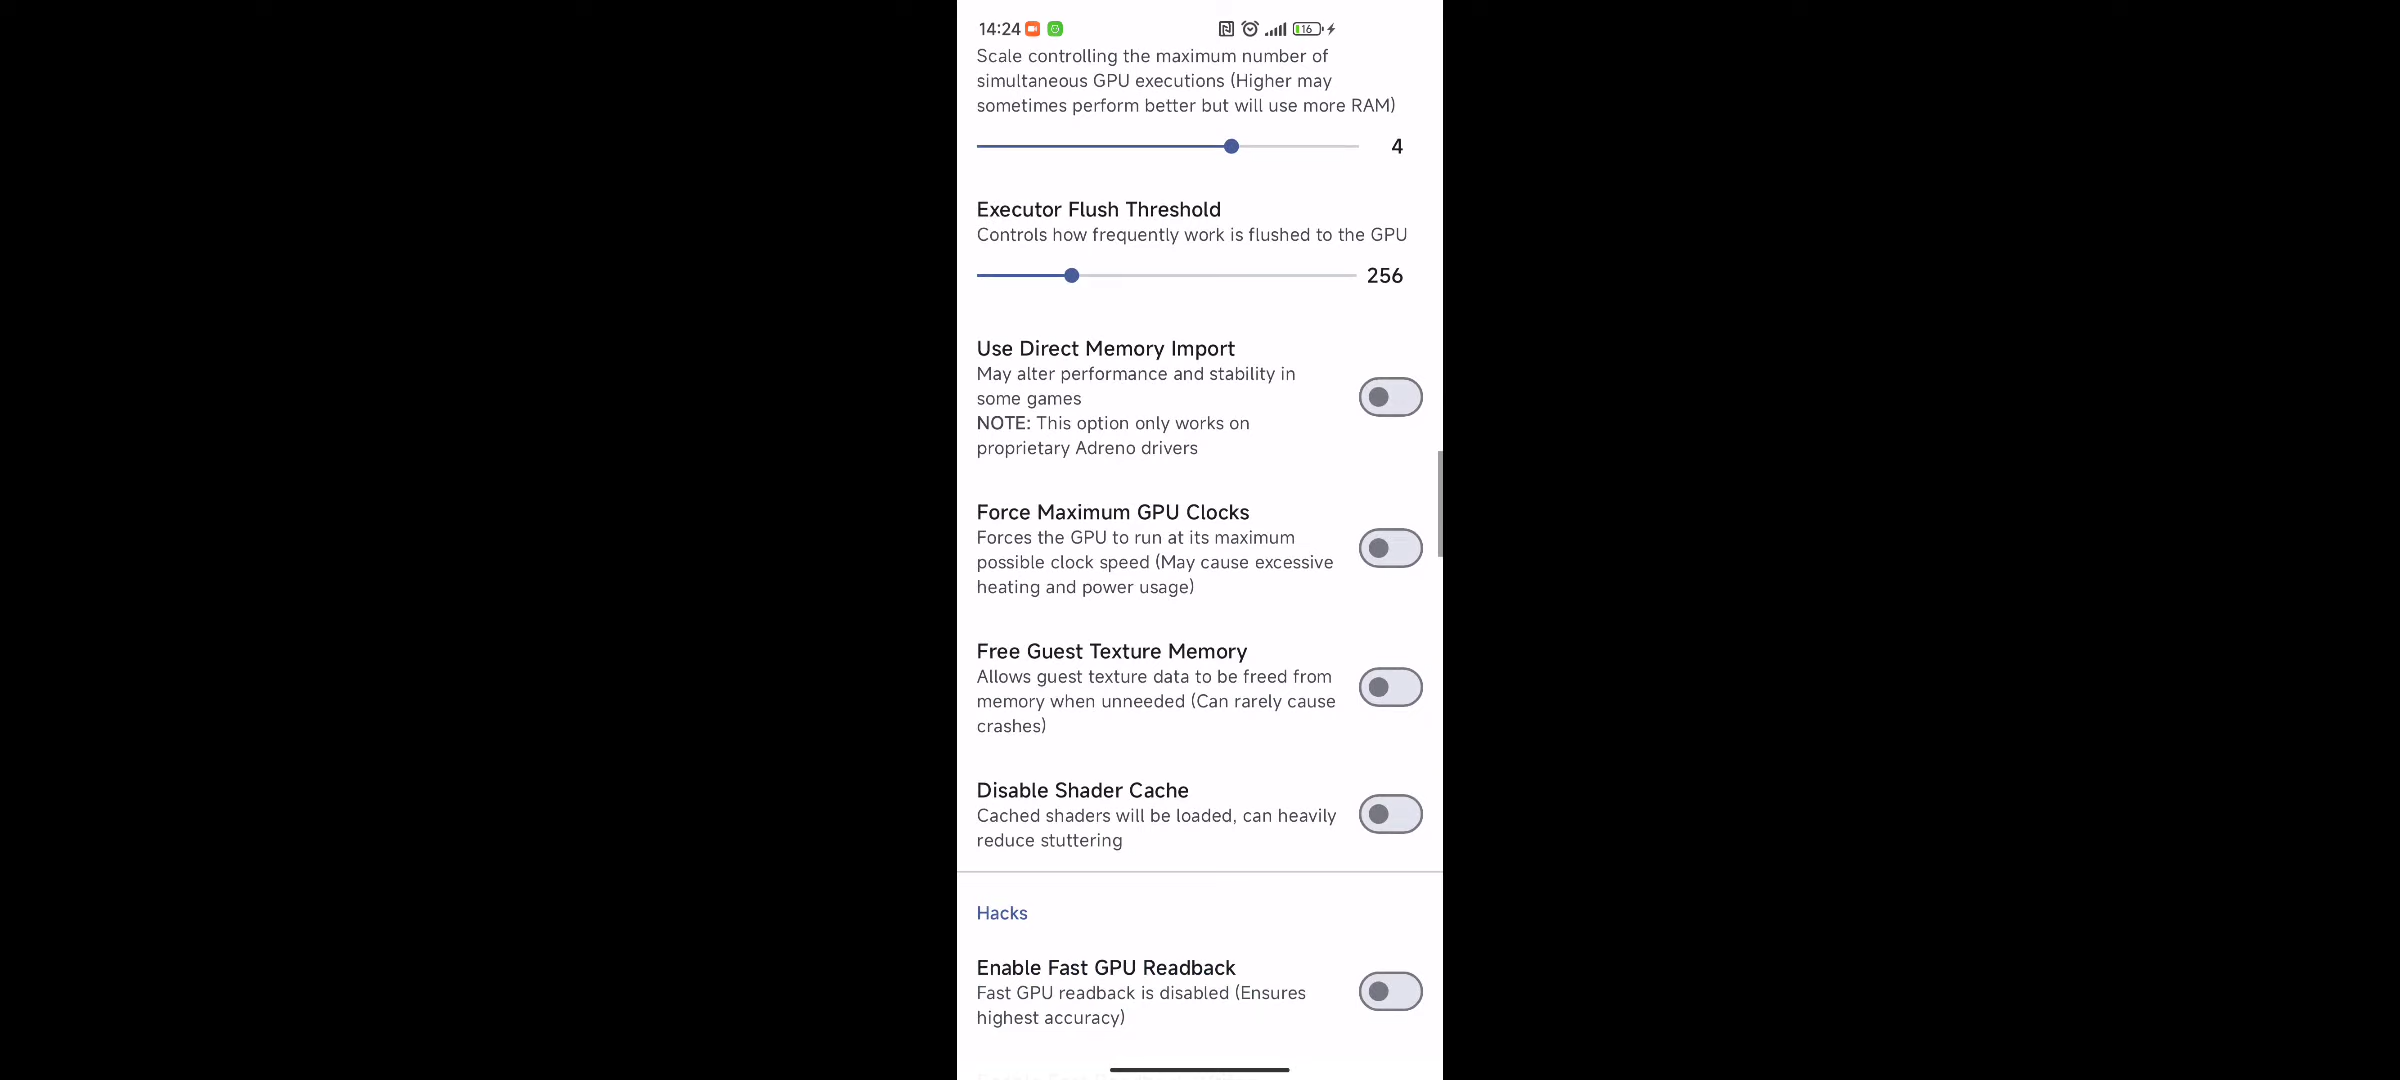 14:24 16
Scale controlling the maximum number of
simultaneous GPU executions (Higher may
sometimes perform better but will use more RAM)
4
Executor Flush Threshold
Controls how frequently work is flushed to the GPU
256
Use Direct Memory Import
May alter performance and stability in
some games
NOTE: This option only works on
proprietary Adreno drivers
Force Maximum GPU Clocks
Forces the GPU to run at its maximum
possible clock speed (May cause excessive
heating and power usage)
Free Guest Texture Memory
Allows guest texture data to be freed from
memory when unneeded (Can rarely cause
crashes)
Disable Shader Cache
Cached shaders will be loaded, can heavily
reduce stuttering
Hacks
Enable Fast GPU Readback
Fast GPU readback is disabled (Ensures
highest accuracy)